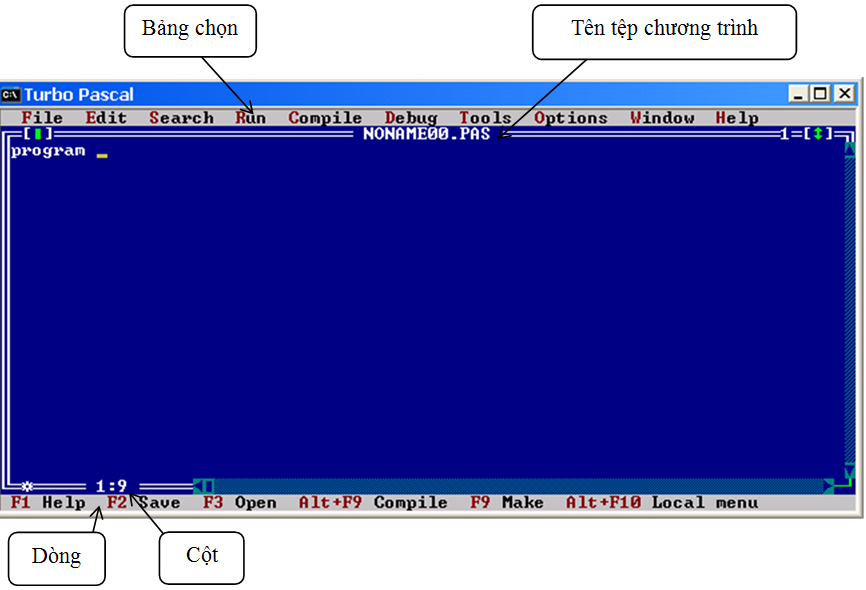 Bảng chọn
Tên tệp chương trình
Turbo Pascal
File Edit Search Run Compile Debug Tools Options Window Help
NONAME00.PAS 1
program _
1:9
F1 Help F2 Save F3 Open Alt+F9 Compile F9 Make Alt+F10 Local menu
Dòng
Cột